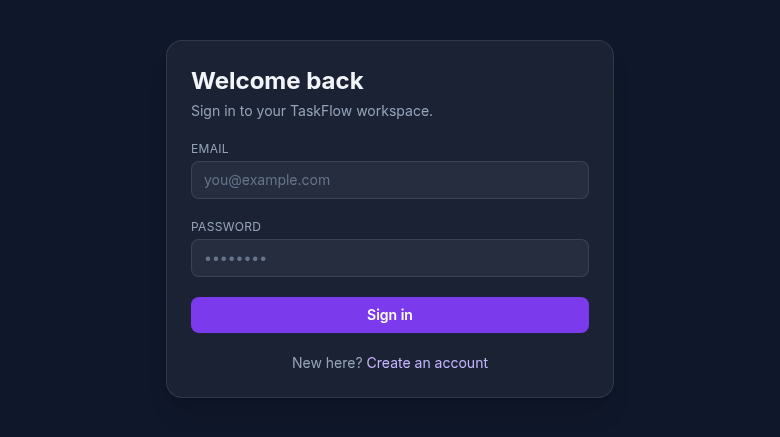 Welcome back
Sign in to your TaskFlow workspace.
EMAIL
you@example.com
PASSWORD
••••••••
Sign in
New here? Create an account